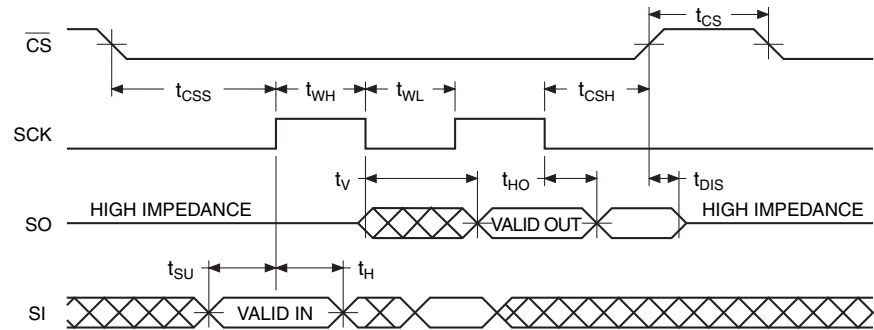 CS
tCS
tCSS
tWH
tWL
tCSH
SCK
tV
tHO
tDIS
HIGH IMPEDANCE
VALID OUT
HIGH IMPEDANCE
SO
tSU
tH
SI
VALID IN